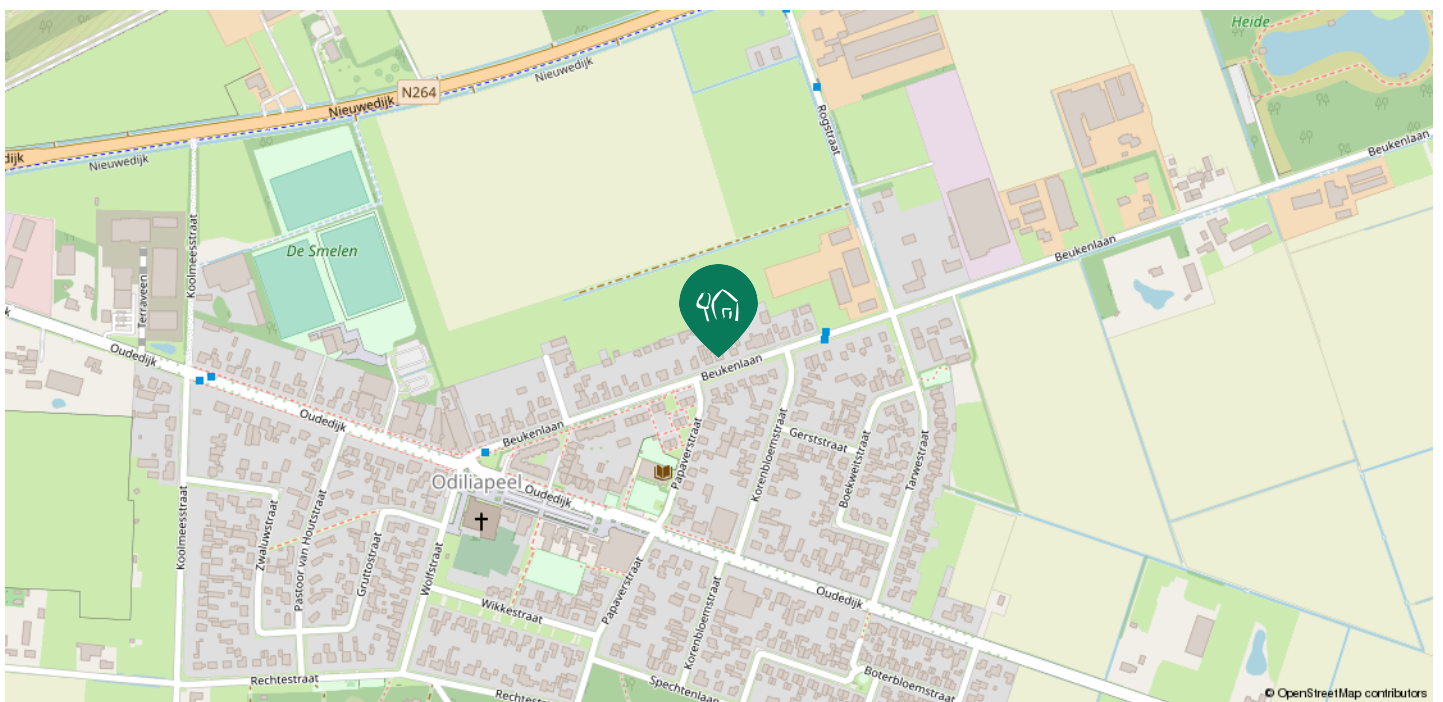 Heide
Nieuwedijk
N264
Nieuwedijk
Rogstraat
Beukenlaan
dijk
Nieuwedijk
Koolmeesstraat
De Smelen
Beukenlaan
Terraveen
Oudedijk
Beukenlaan
Oudedijk
Beukenlaan
Papaverstraat
Korenbloemstraat
Gerststraat
Boekweitstraat
Tarwestraat
Odiliapeel
Oudedijk
Koolmeesstraat
Zwaluwstraat
Pastoor van Houtstraat
Gruttostraat
Wolfstraat
Wikkestraat
Papaverstraat
Korenbloemstraat
Oudedijk
Rechtestraat
Rechtestraat
Spechtenlaan
Boterbloemstraat
© OpenStreetMap contributors